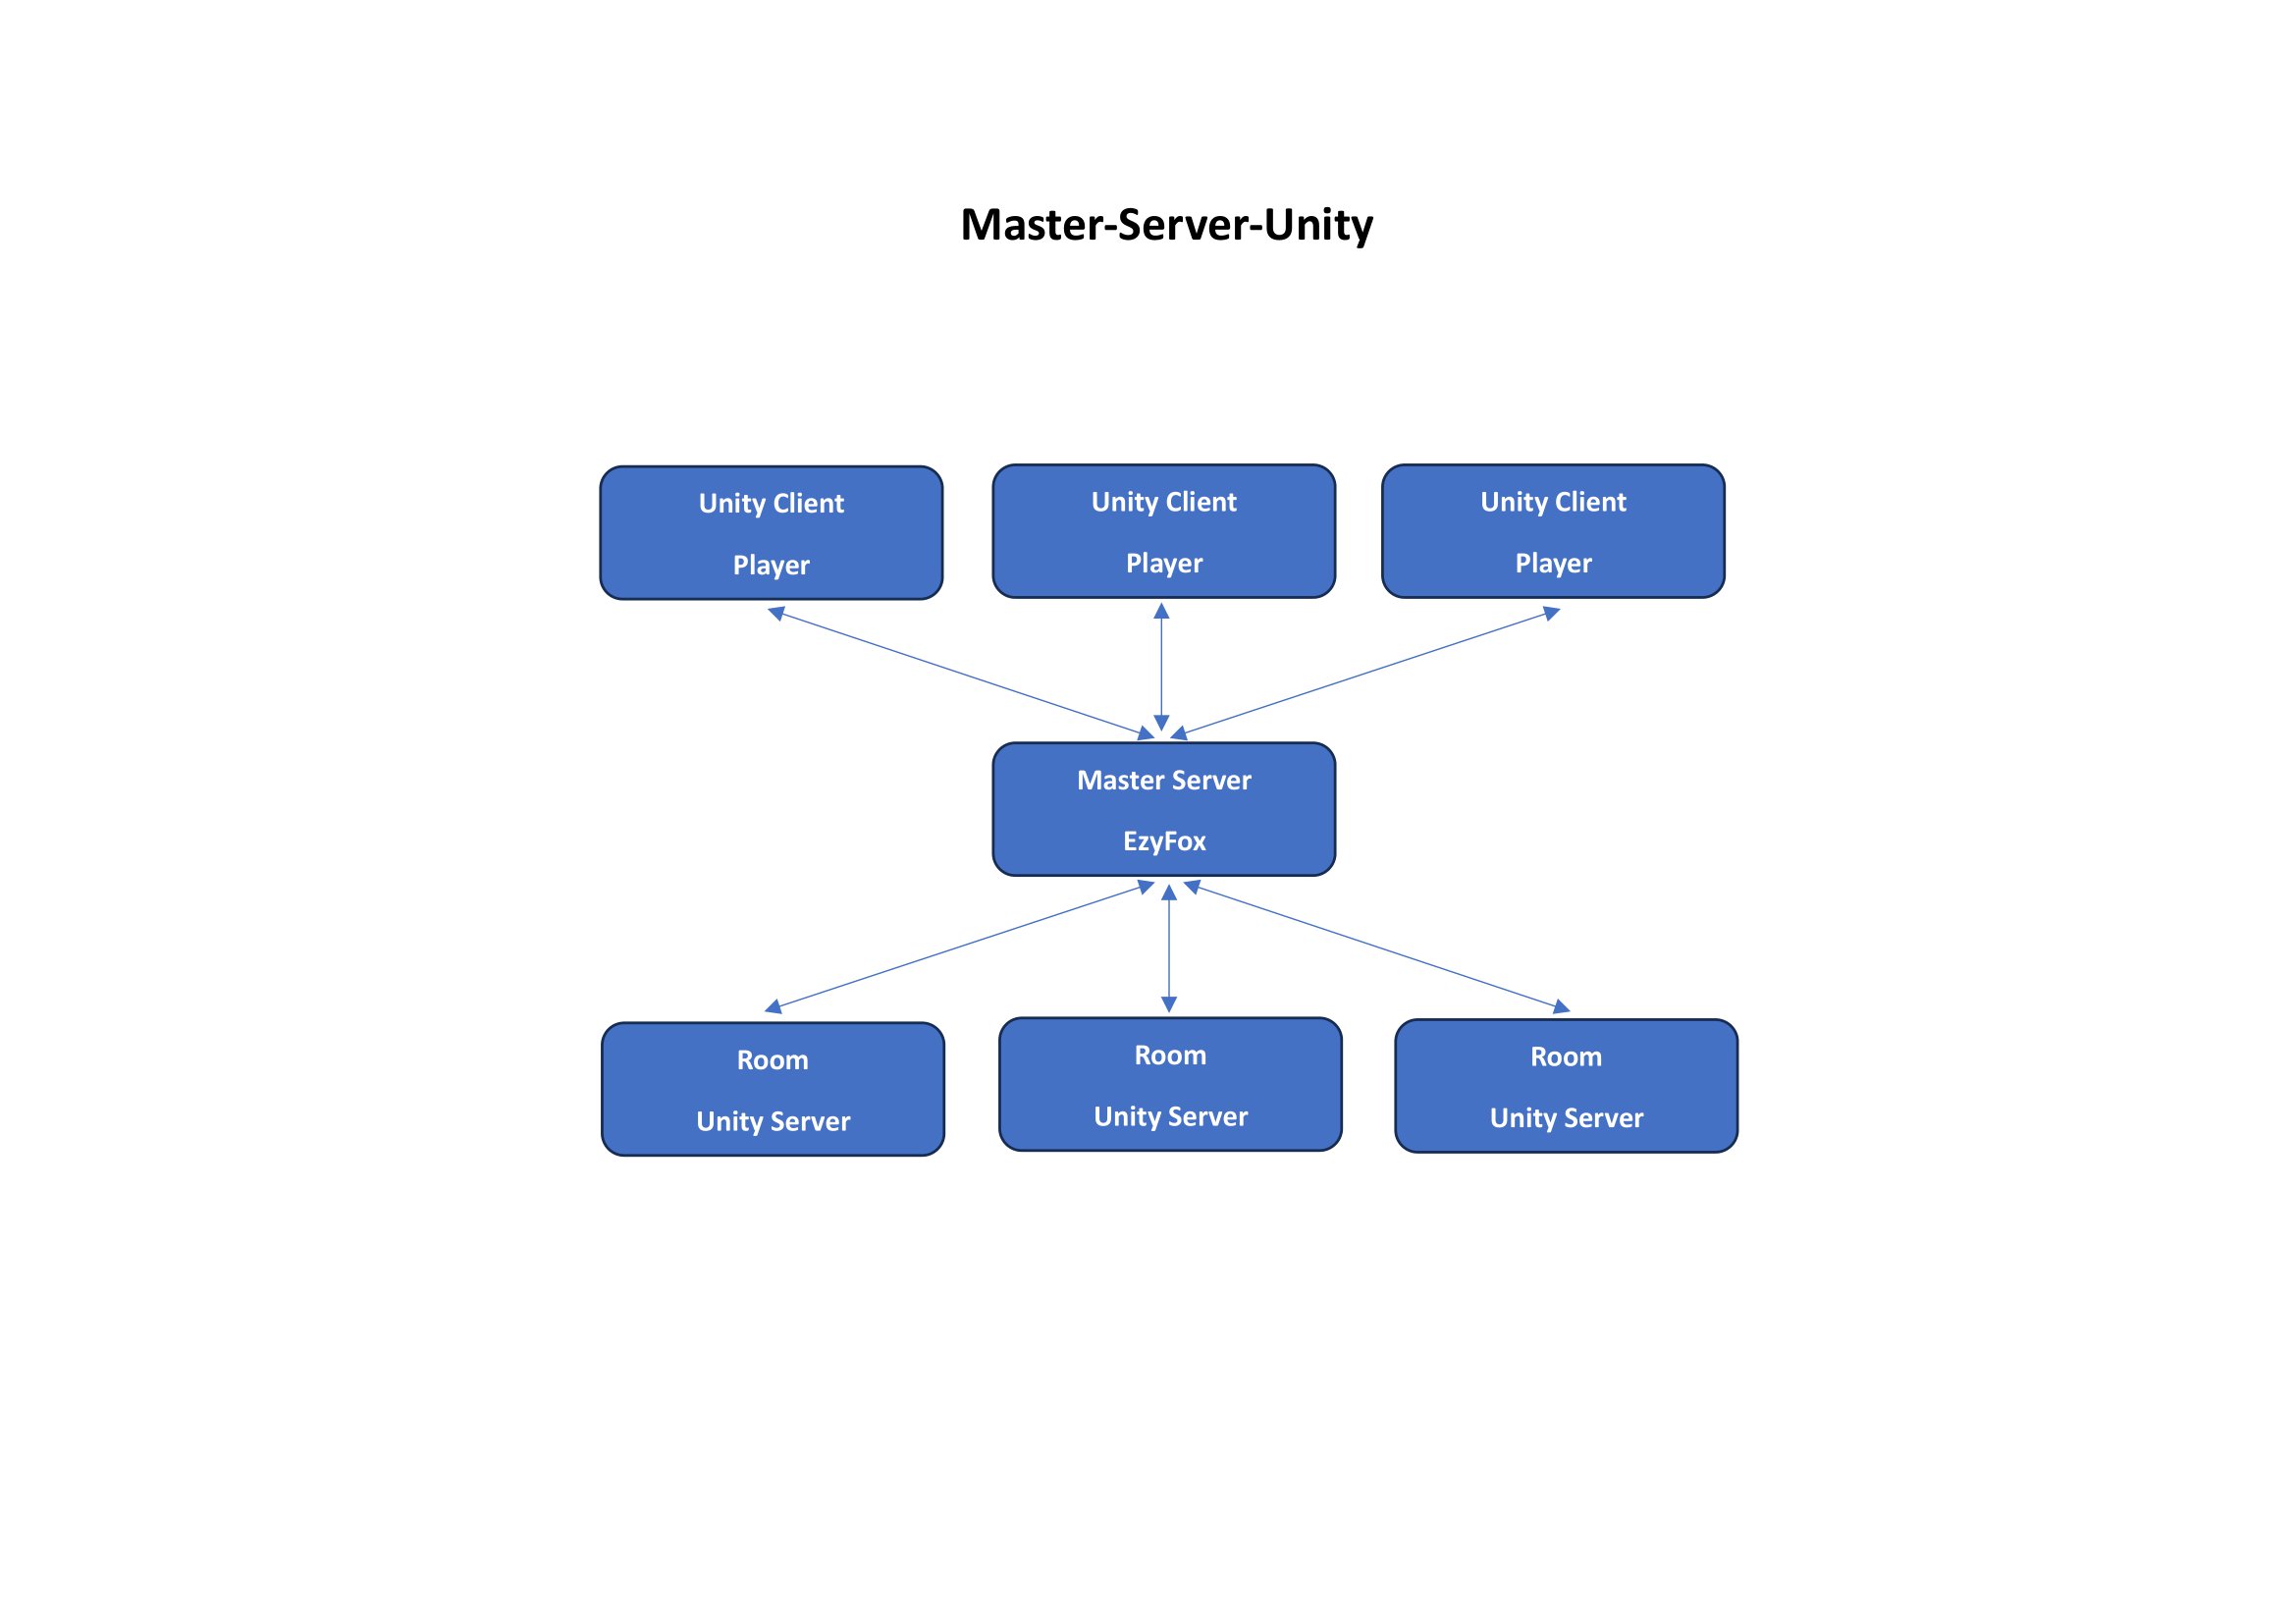 Master-Server-Unity
Unity Client
Player
Unity Client
Player
Unity Client
Player
Master Server
EzyFox
Room
Unity Server
Room
Unity Server
Room
Unity Server